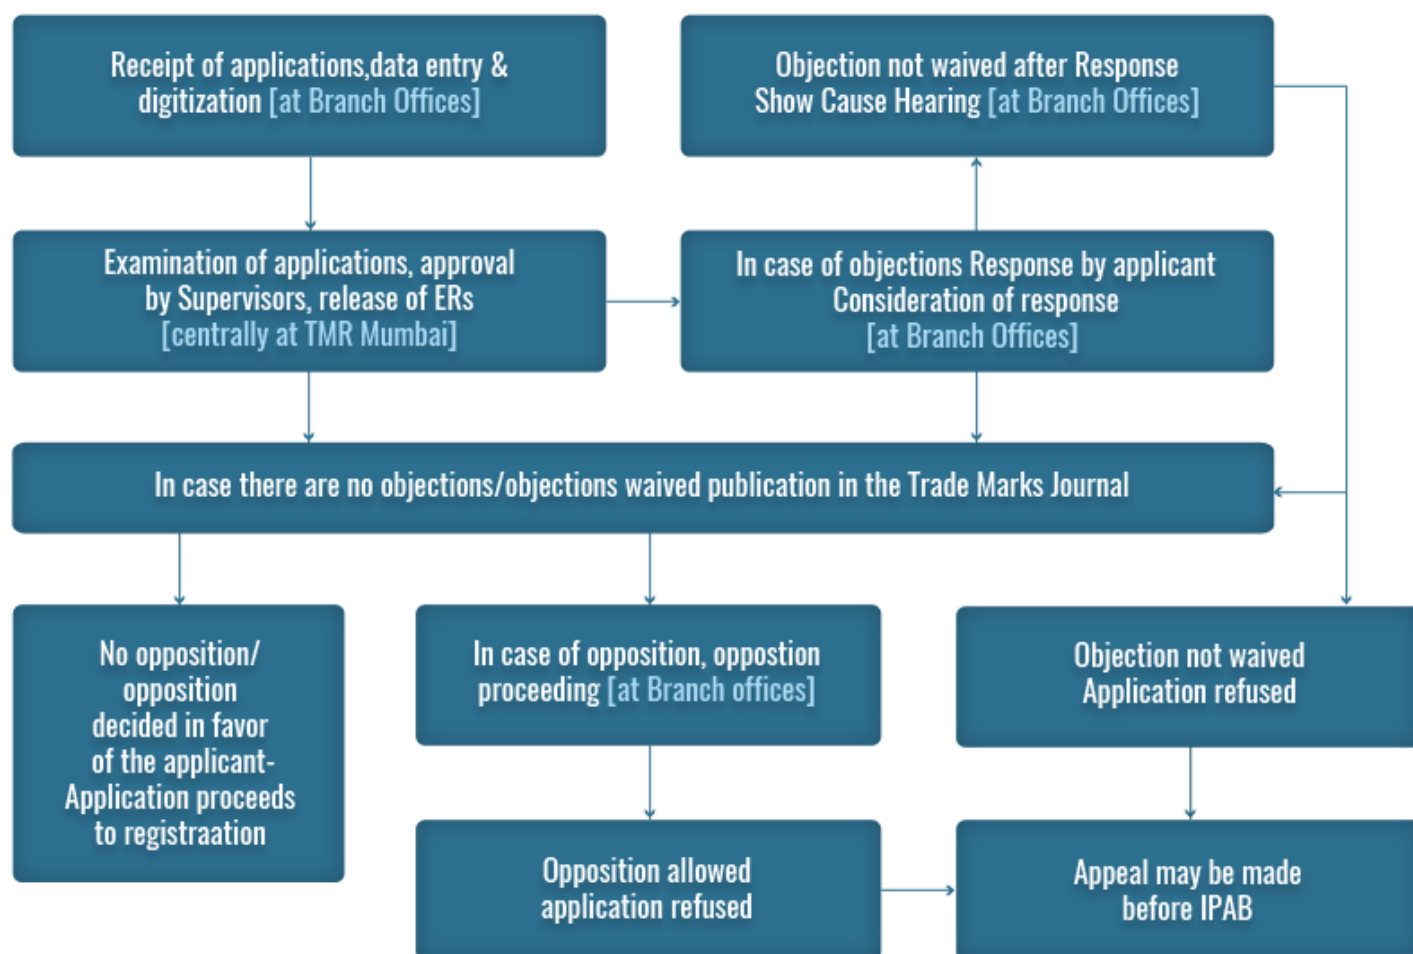 Receipt of applications,data entry &
digitization [at Branch Offices]
Objection not waived after Response
Show Cause Hearing [at Branch Offices]
Examination of applications, approval
by Supervisors, release of ERs
[centrally at TMR Mumbai]
In case of objections Response by applicant
Consideration of response
[at Branch Offices]
In case there are no objections/objections waived publication in the Trade Marks Journal
No opposition/
opposition
decided in favor
of the applicant-
Application proceeds
to registraation
In case of opposition, oppostion
proceeding [at Branch offices]
Objection not waived
Application refused
Opposition allowed
application refused
Appeal may be made
before IPAB